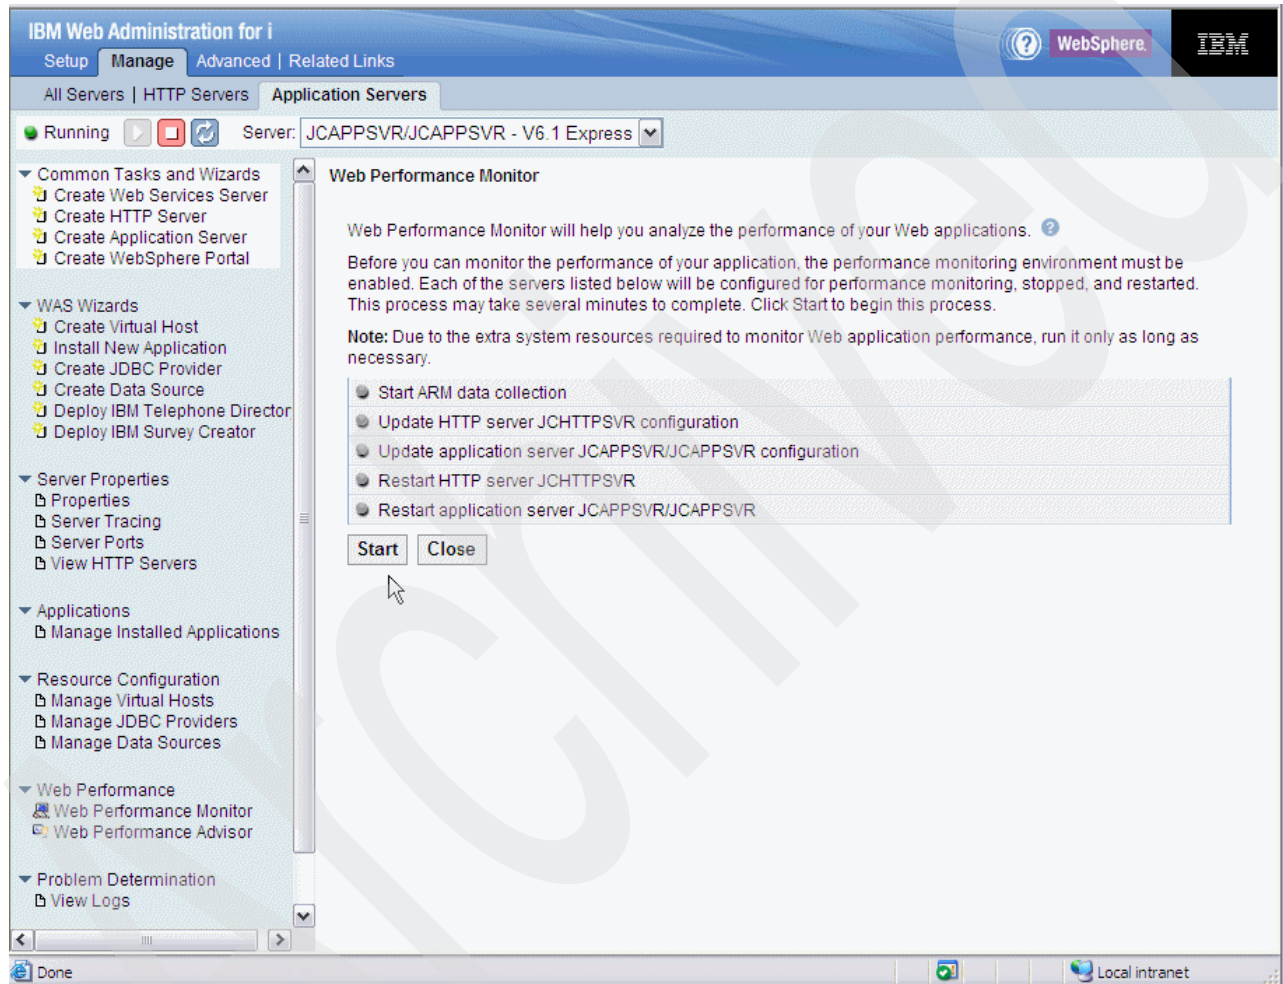 IBM Web Administration for i
Setup Manage Advanced | Related Links
WebSphere.
IBM
All Servers | HTTP Servers Application Servers
Running Server: JCAPPSVR/JCAPPSVR - V6.1 Express
Common Tasks and Wizards
Create Web Services Server
Create HTTP Server
Create Application Server
Create WebSphere Portal
WAS Wizards
Create Virtual Host
Install New Application
Create JDBC Provider
Create Data Source
Deploy IBM Telephone Director
Deploy IBM Survey Creator
Server Properties
Properties
Server Tracing
Server Ports
View HTTP Servers
Applications
Manage Installed Applications
Resource Configuration
Manage Virtual Hosts
Manage JDBC Providers
Manage Data Sources
Web Performance
Web Performance Monitor
Web Performance Advisor
Problem Determination
View Logs
Web Performance Monitor
Web Performance Monitor will help you analyze the performance of your Web applications. ?
Before you can monitor the performance of your application, the performance monitoring environment must be
enabled. Each of the servers listed below will be configured for performance monitoring, stopped, and restarted.
This process may take several minutes to complete. Click Start to begin this process.
Note: Due to the extra system resources required to monitor Web application performance, run it only as long as
necessary.
Start ARM data collection
Update HTTP server JCHTTPSVR configuration
Update application server JCAPPSVR/JCAPPSVR configuration
Restart HTTP server JCHTTPSVR
Restart application server JCAPPSVR/JCAPPSVR
Start Close
Done
Local intranet